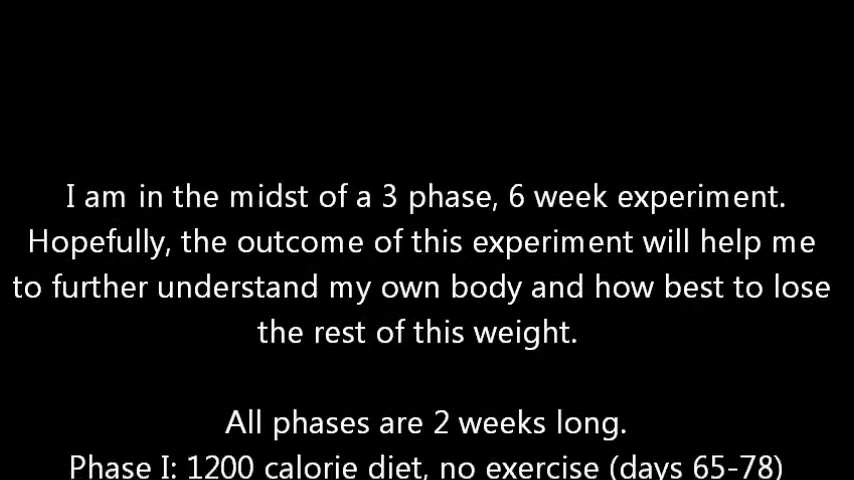 I am in the midst of a 3 phase, 6 week experiment.
Hopefully, the outcome of this experiment will help me
to further understand my own body and how best to lose
the rest of this weight.
All phases are 2 weeks long.
Phase I: 1200 calorie diet, no exercise (days 65-78)